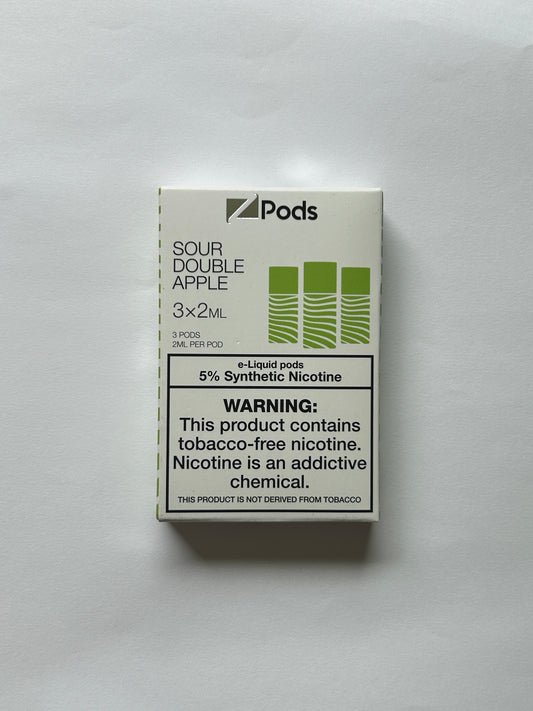 Z Pods
SOUR
DOUBLE
APPLE
3×2ML
3 PODS
2ML PER POD
e-Liquid pods
5% Synthetic Nicotine
WARNING:
This product contains
tobacco-free nicotine.
Nicotine is an addictive
chemical.
THIS PRODUCT IS NOT DERIVED FROM TOBACCO